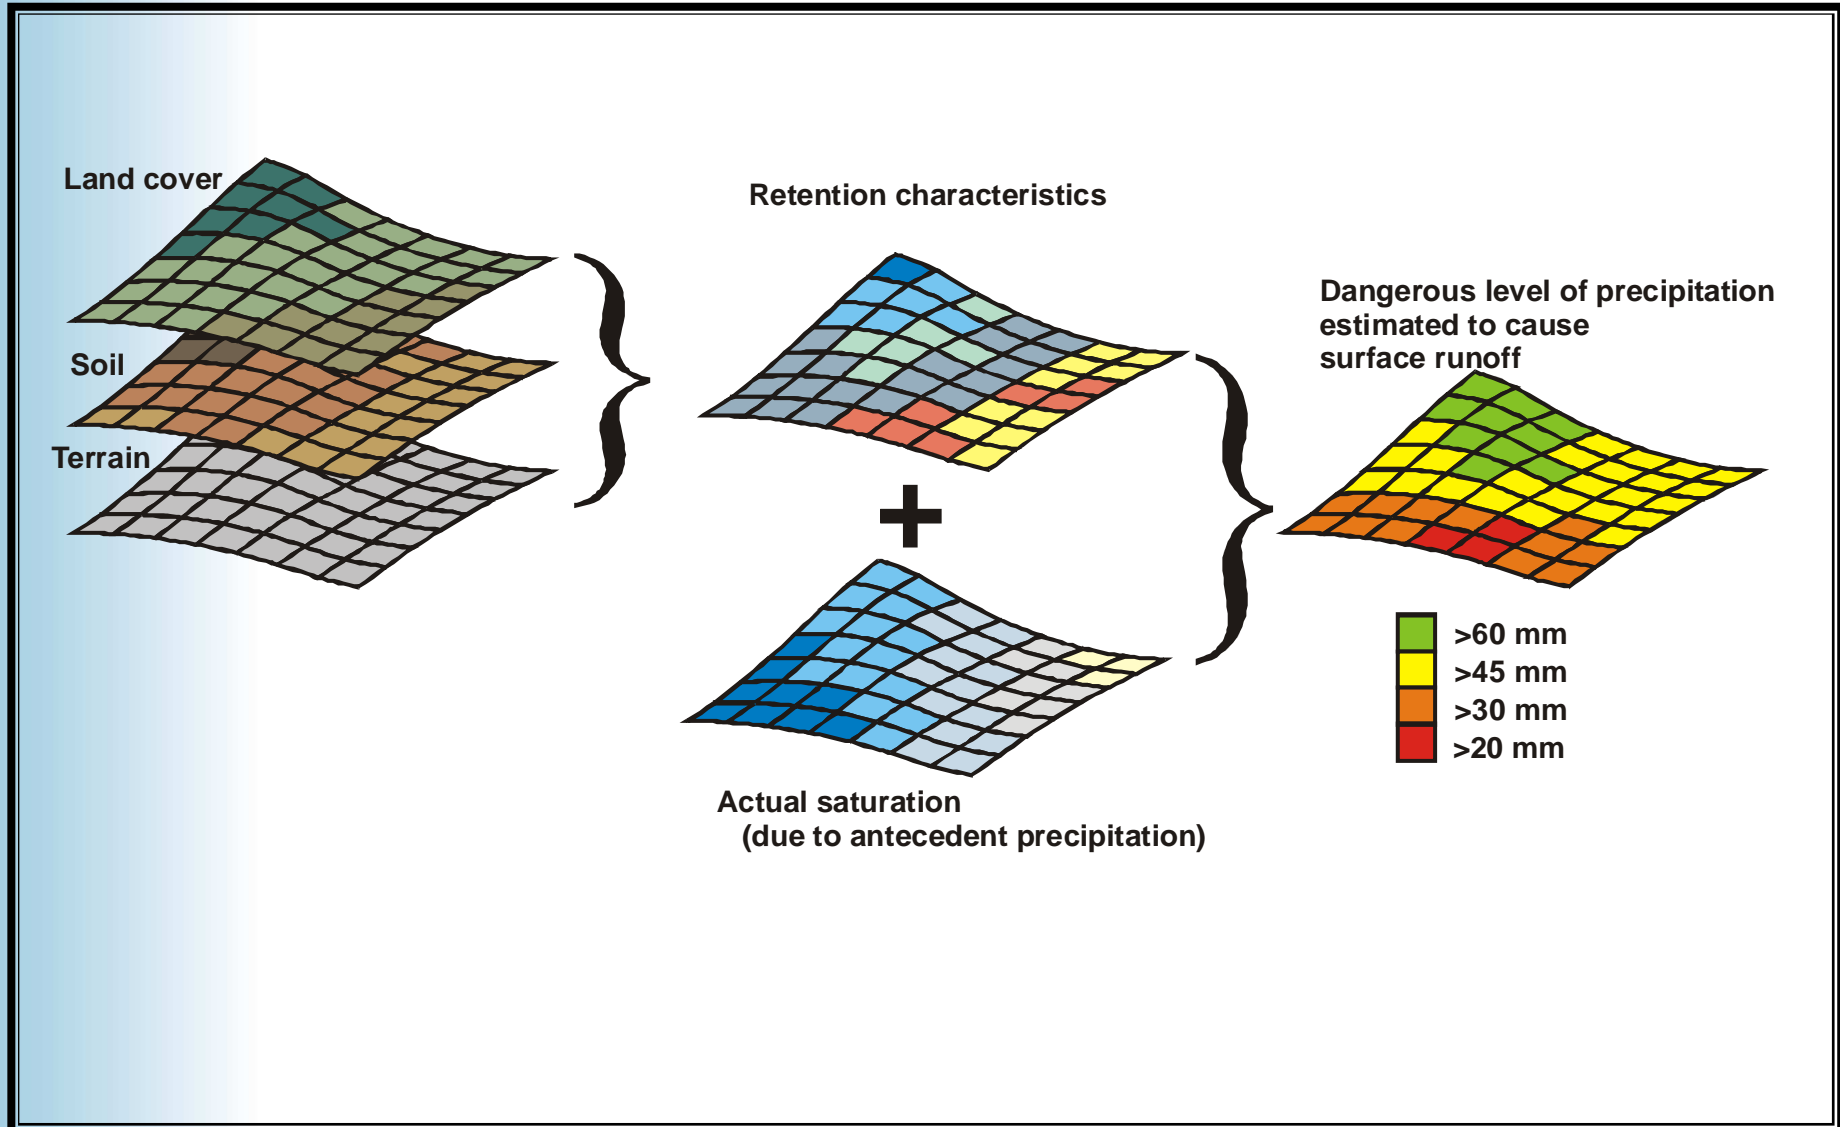 Land cover
Soil
Terrain
Retention characteristics
Actual saturation
(due to antecedent precipitation)
Dangerous level of precipitation
estimated to cause
surface runoff
>60 mm
>45 mm
>30 mm
>20 mm